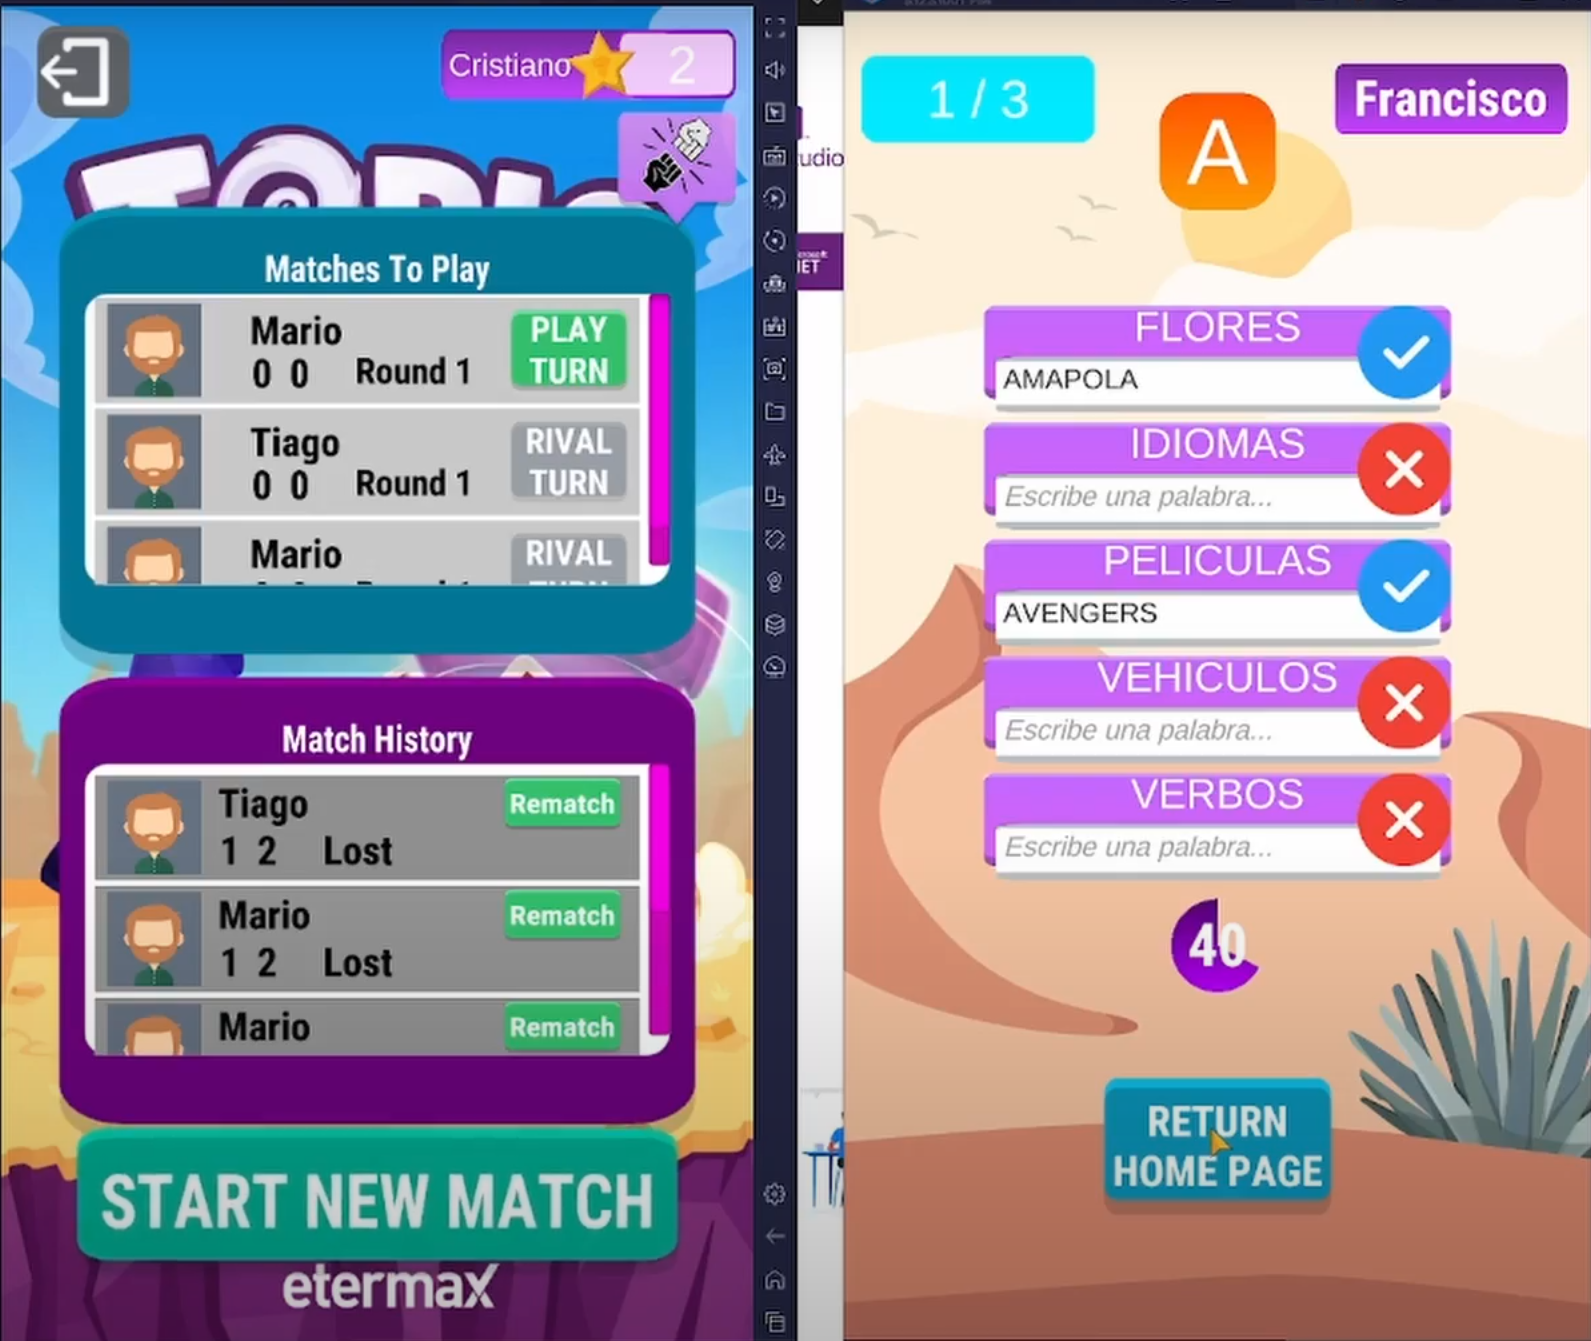 Cristiano 2
TOPIC
Matches To Play
Mario
0 0 Round 1
PLAY
TURN
Tiago
0 0 Round 1
RIVAL
TURN
Mario
RIVAL
Match History
Tiago
1 2 Lost
Rematch
Mario
1 2 Lost
Rematch
Mario
Rematch
START NEW MATCH
etermax
udio
1 / 3
A
Francisco
FLORES
AMAPOLA
IDIOMAS
Escribe una palabra...
PELICULAS
AVENGERS
VEHICULOS
Escribe una palabra...
VERBOS
Escribe una palabra...
40
RETURN
HOME PAGE